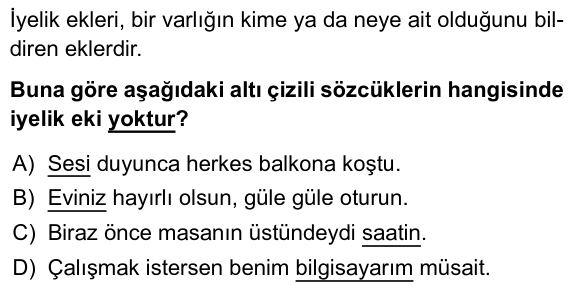 İyelik ekleri, bir varlığın kime ya da neye ait olduğunu bil-
diren eklerdir.
Buna göre aşağıdaki altı çizili sözcüklerin hangisinde
iyelik eki yoktur?
A) Sesi duyunca herkes balkona koştu.
B) Eviniz hayırlı olsun, güle güle oturun.
C) Biraz önce masanın üstündeydi saatin.
D) Çalışmak istersen benim bilgisayarım müsait.